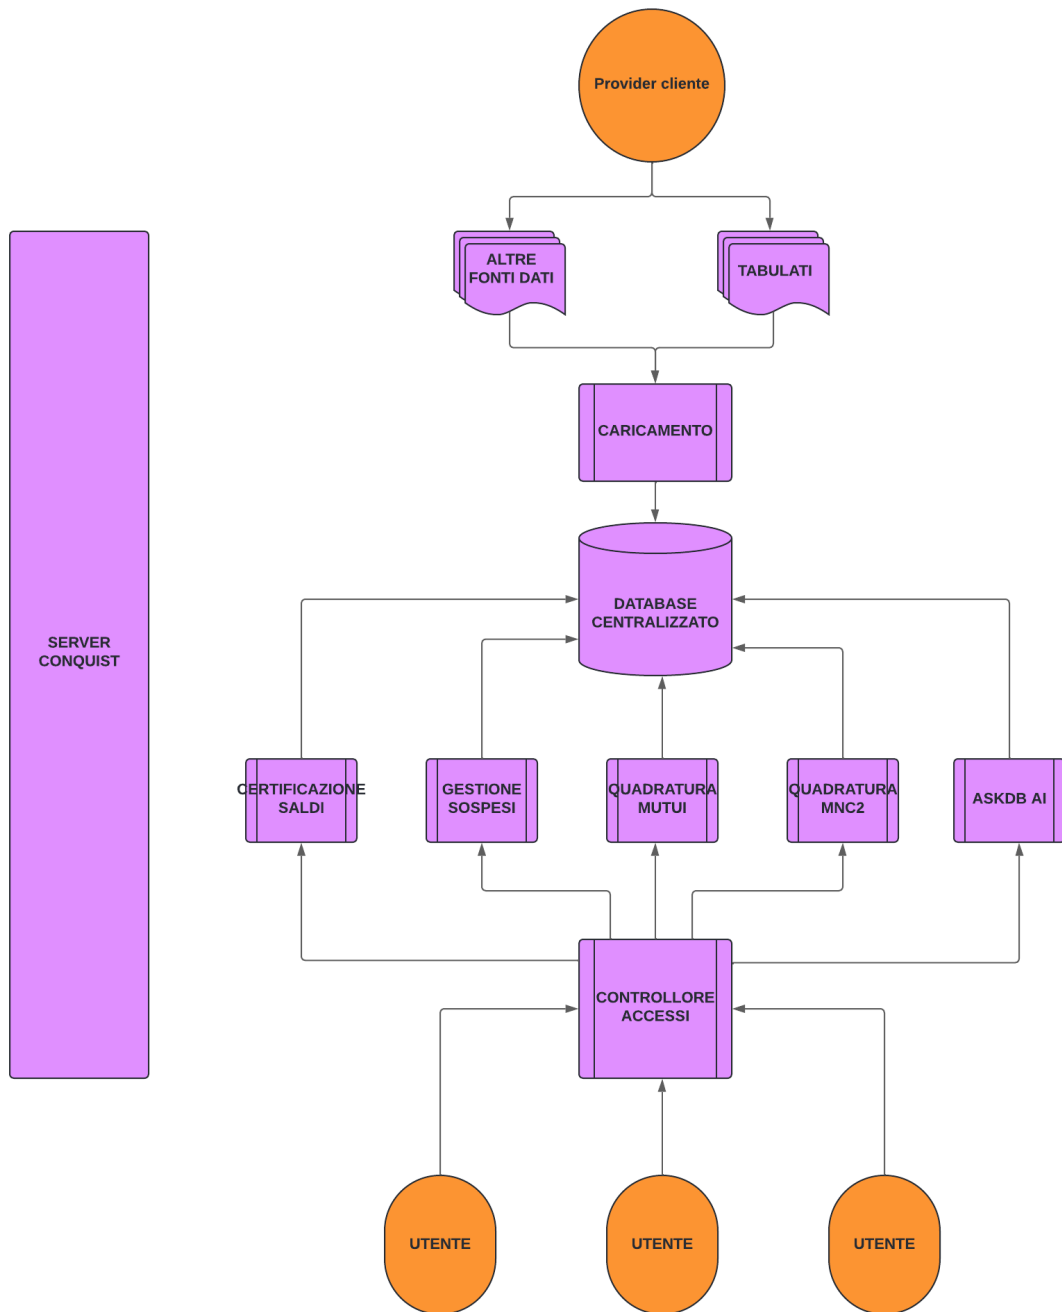 Provider cliente
ALTRE
FONTI DATI
TABULATI
CARICAMENTO
DATABASE
CENTRALIZZATO
SERVER
CONQUIST
CERTIFICAZIONE
SALDI
GESTIONE
SOSPESI
QUADRATURA
MUTUI
QUADRATURA
MNC2
ASKDB AI
CONTROLLORE
ACCESSI
UTENTE
UTENTE
UTENTE